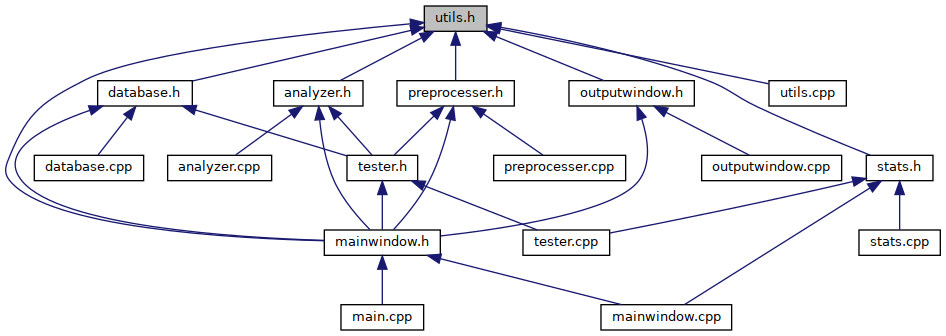 utils.h
database.h
analyzer.h
preprocesser.h
outputwindow.h
utils.cpp
database.cpp
analyzer.cpp
tester.h
preprocesser.cpp
outputwindow.cpp
stats.h
mainwindow.h
tester.cpp
stats.cpp
main.cpp
mainwindow.cpp